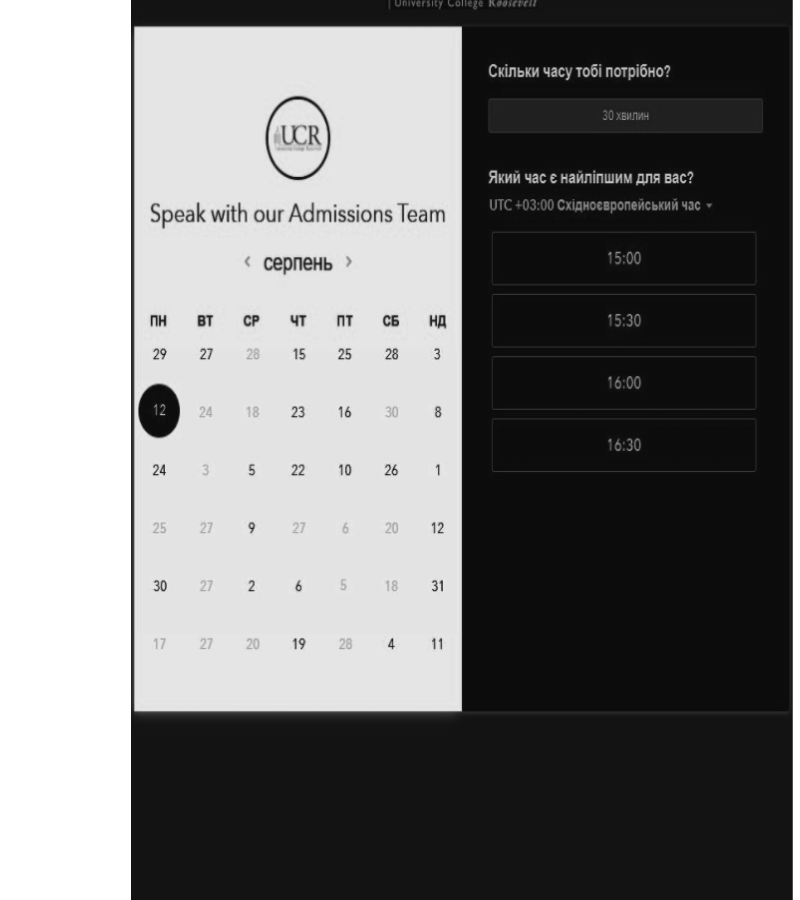 | University College Roosevelt
UCR
Speak with our Admissions Team
‹ серпень ›
ПН ВТ СР ЧТ ПТ СБ НД
29 27 28 15 25 28 3
12 24 18 23 16 30 8
24 3 5 22 10 26 1
25 27 9 27 6 20 12
30 27 2 6 5 18 31
17 27 20 19 28 4 11
Скільки часу тобі потрібно?
30 хвилин
Який час є найліпшим для вас?
UTC +03:00 Східноєвропейський час
15:00
15:30
16:00
16:30